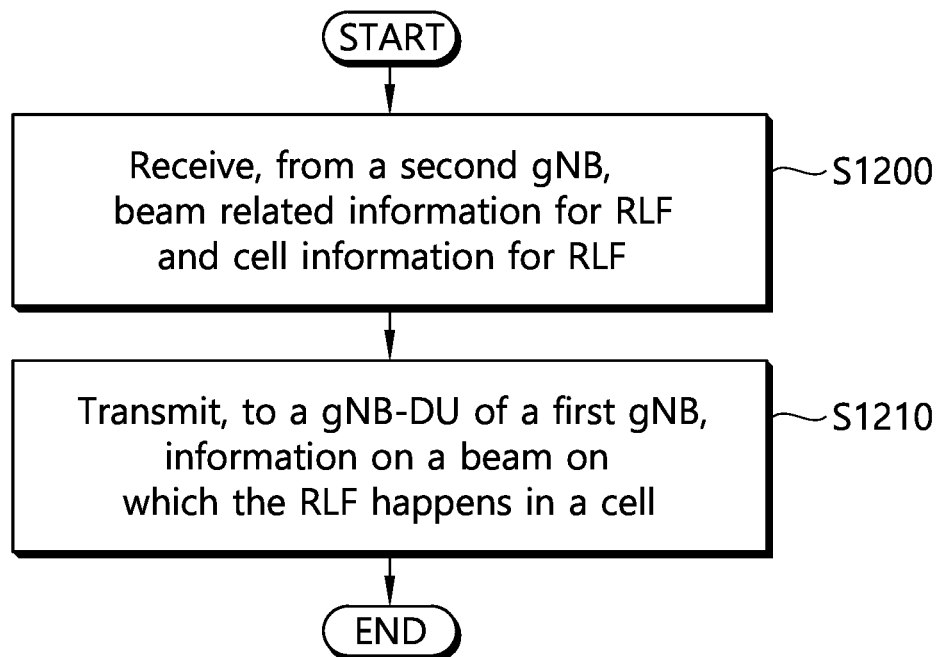 START
Receive, from a second gNB,
beam related information for RLF
and cell information for RLF
S1200
Transmit, to a gNB-DU of a first gNB,
information on a beam on
which the RLF happens in a cell
S1210
END